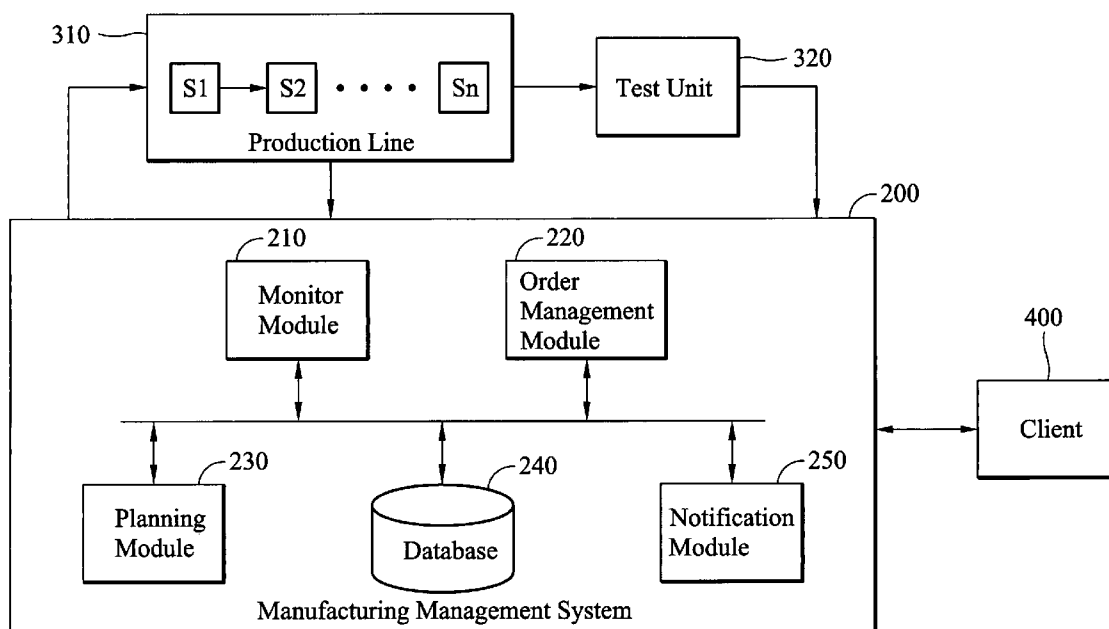 310
S1
S2
Sn
Production Line
Test Unit
320
200
210
Monitor
Module
220
Order
Management
Module
400
Client
230
Planning
Module
240
Database
250
Notification
Module
Manufacturing Management System